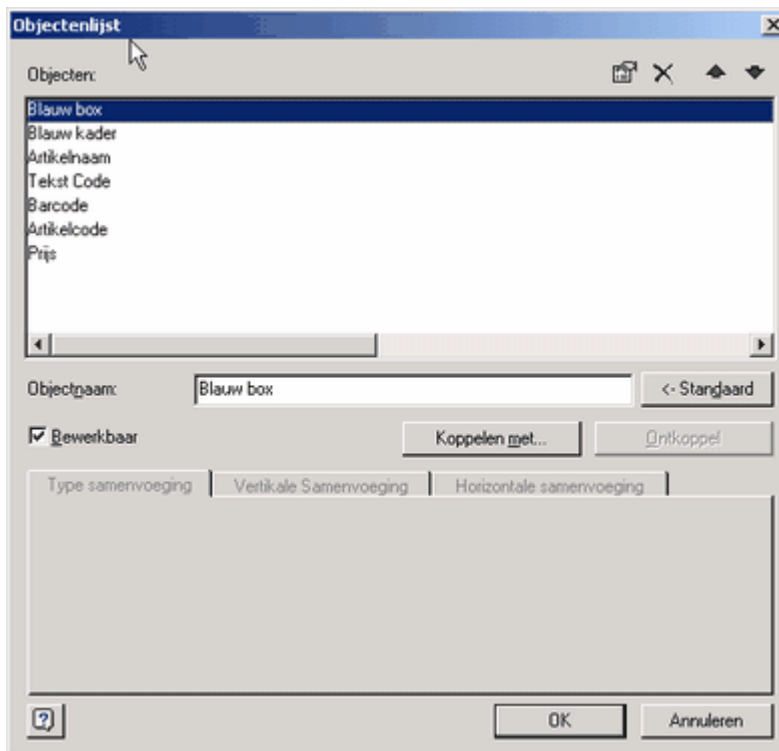 Objectenlijst
Objecten:
Blauw box
Blauw kader
Artikelnaam
Tekst Code
Barcode
Artikelcode
Prijs
Objectnaam: Blauw box <- Standaard
Bewerkbaar Koppelen met... Ontkoppel
Type samenvoeging Vertikale Samenvoeging Horizontale samenvoeging
OK Annuleren